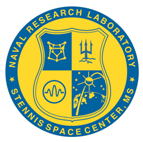 NAVAL RESEARCH LABORATORY
STENNIS SPACE CENTER, MS